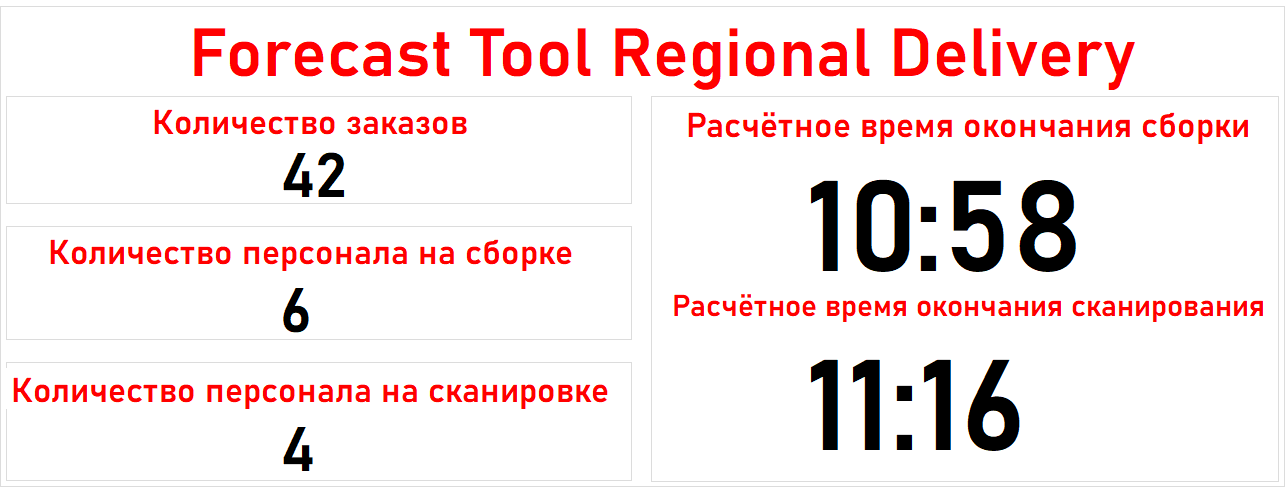 Forecast Tool Regional Delivery
Количество заказов
42
Количество персонала на сборке
6
Количество персонала на сканировке
4
Расчётное время окончания сборки
10:58
Расчётное время окончания сканирования
11:16